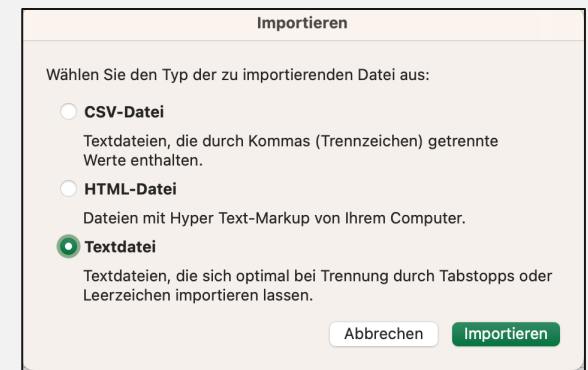 Importieren
Wählen Sie den Typ der zu importierenden Datei aus:
CSV-Datei
Textdateien, die durch Kommas (Trennzeichen) getrennte
Werte enthalten.
HTML-Datei
Dateien mit Hyper Text-Markup von Ihrem Computer.
Textdatei
Textdateien, die sich optimal bei Trennung durch Tabstopps oder
Leerzeichen importieren lassen.
Abbrechen Importieren